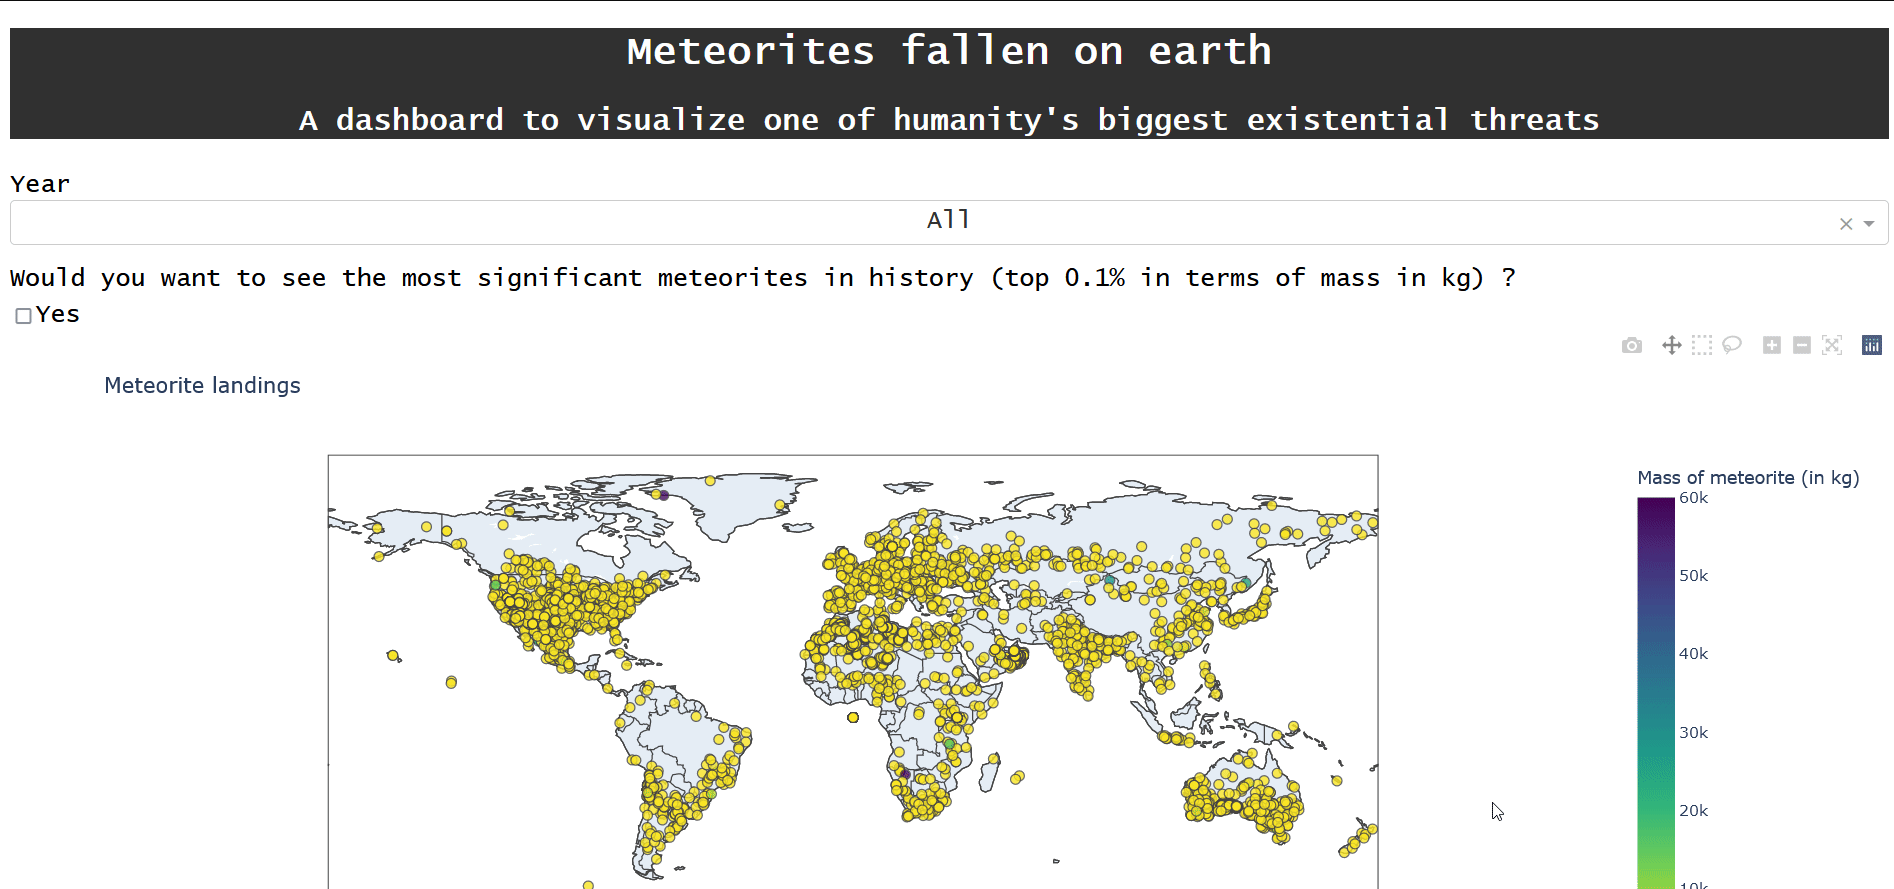 Meteorites fallen on earth
A dashboard to visualize one of humanity's biggest existential threats
Year
All
Would you want to see the most significant meteorites in history (top 0.1% in terms of mass in kg) ?
Yes
Meteorite landings
Mass of meteorite (in kg)
60k
50k
40k
30k
20k
10k